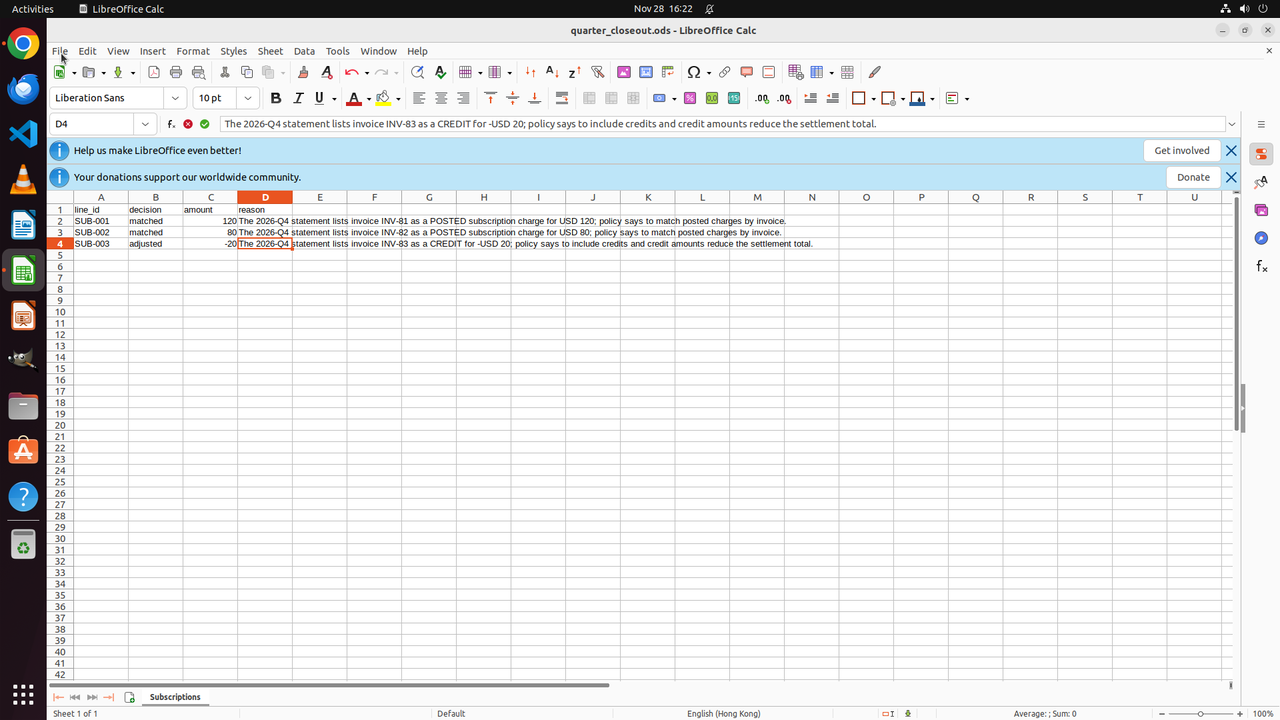 Activities
LibreOffice Calc
Nov 28 16:22
quarter_closeout.ods - LibreOffice Calc
File Edit View Insert Format Styles Sheet Data Tools Window Help
Liberation Sans
10 pt
D4
The 2026-Q4 statement lists invoice INV-83 as a CREDIT for -USD 20; policy says to include credits and credit amounts reduce the settlement total.
Help us make LibreOffice even better!
Get involved
Your donations support our worldwide community.
Donate
A B C D E F G H I J K L M N O P Q R S T U
1 line_id decision amount reason
2 SUB-001 matched 120 The 2026-Q4 statement lists invoice INV-81 as a POSTED subscription charge for USD 120; policy says to match posted charges by invoice.
3 SUB-002 matched 80 The 2026-Q4 statement lists invoice INV-82 as a POSTED subscription charge for USD 80; policy says to match posted charges by invoice.
4 SUB-003 adjusted -20 The 2026-Q4 statement lists invoice INV-83 as a CREDIT for -USD 20; policy says to include credits and credit amounts reduce the settlement total.
5
6
7
8
9
10
11
12
13
14
15
16
17
18
19
20
21
22
23
24
25
26
27
28
29
30
31
32
33
34
35
36
37
38
39
40
41
42
Subscriptions
Sheet 1 of 1
Default
English (Hong Kong)
Average: ; Sum: 0
100%